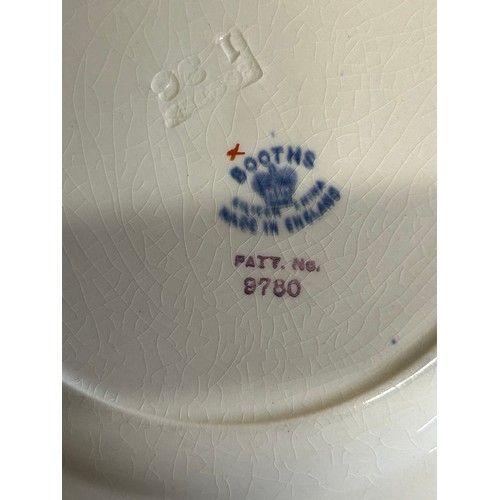 BOOTHS
SILICON CHINA
MADE IN ENGLAND
PATT. No.
9780